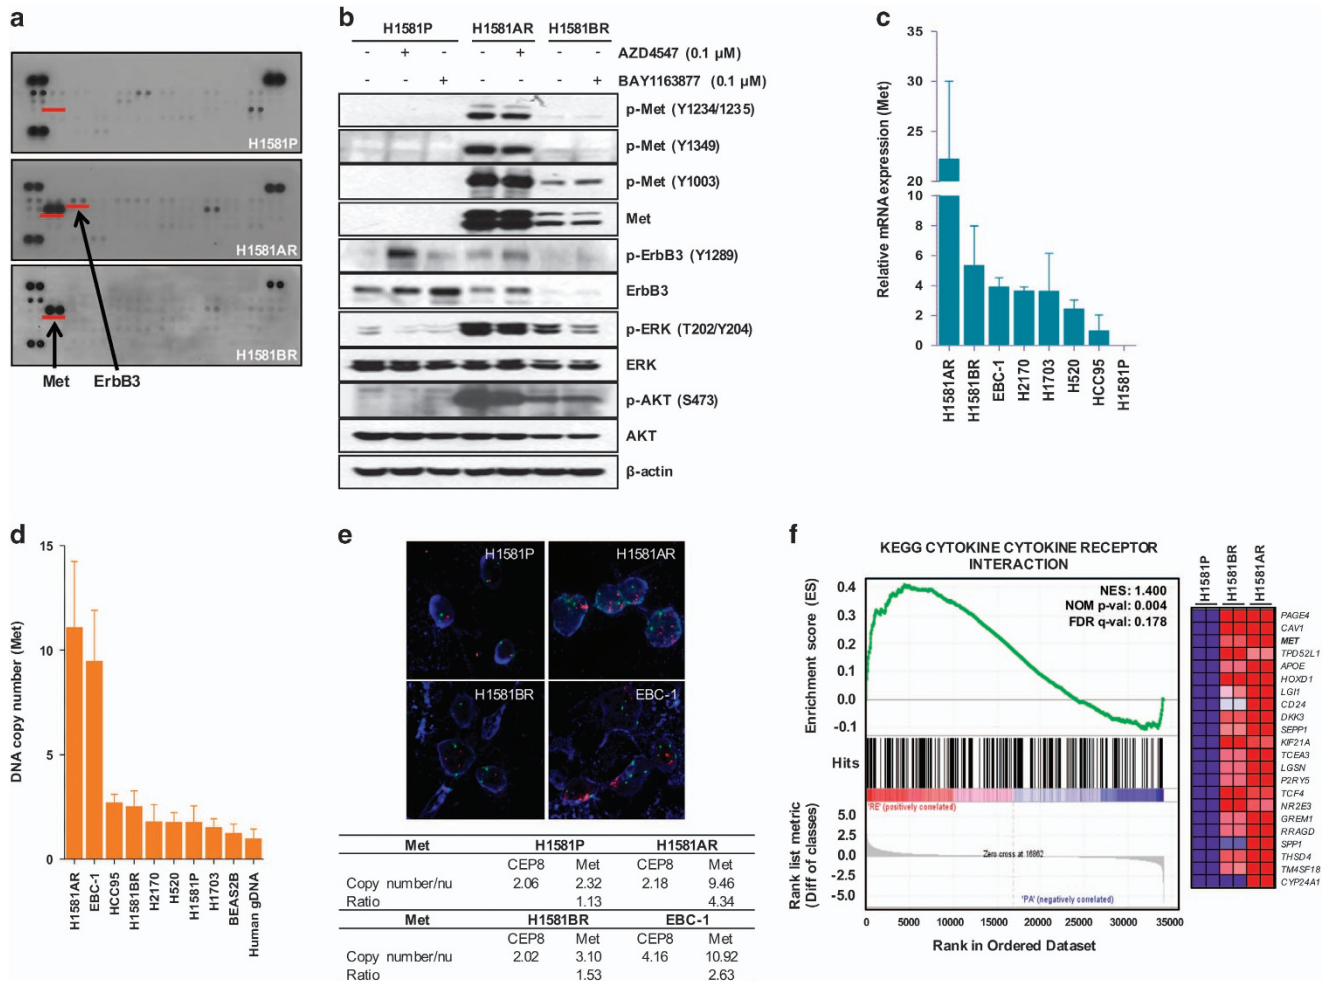 a
H1581P
H1581AR
H1581BR
Met
ErbB3
b
H1581P
H1581AR
H1581BR
- + - - + - -
AZD4547 (0.1 µM)
- - + - - - +
BAY1163877 (0.1 µM)
p-Met (Y1234/1235)
p-Met (Y1349)
p-Met (Y1003)
Met
p-ErbB3 (Y1289)
ErbB3
p-ERK (T202/Y204)
ERK
p-AKT (S473)
AKT
β-actin
c
Relative mRNA expression (Met)
35
30
25
20
10
8
6
4
2
0
H1581AR
H1581BR
EBC-1
H2170
H1703
H520
HCC95
H1581P
d
DNA copy number (Met)
15
10
5
0
H1581AR
EBC-1
HCC95
H1581BR
H2170
H520
H1581P
H1703
BEAS2B
Human gDNA
e
H1581P
H1581AR
H1581BR
EBC-1
Met H1581P H1581AR
CEP8 Met CEP8 Met
Copy number/nu 2.06 2.32 2.18 9.46
Ratio 1.13 4.34
Met H1581BR EBC-1
CEP8 Met CEP8 Met
Copy number/nu 2.02 3.10 4.16 10.92
Ratio 1.53 2.63
f
KEGG CYTOKINE CYTOKINE RECEPTOR
INTERACTION
Enrichment score (ES)
0.4
0.3
0.2
0.1
0.0
-0.1
NES: 1.400
NOM p-val: 0.004
FDR q-val: 0.178
Hits
'RE' (positively correlated)
Rank list metric
(Diff of classes)
5.0
2.5
0.0
-2.5
-5.0
Zero cross at 16862
'PA' (negatively correlated)
0 5000 10000 15000 20000 25000 30000 35000
Rank in Ordered Dataset
H1581P
H1581BR
H1581AR
PAGE4
CAV1
MET
TPD52L1
APOE
HOXD1
LGI1
CD24
DKK3
SEPP1
KIF21A
TCEA3
LGSN
P2RY5
TCF4
NR2E3
GREM1
RRAGD
SPP1
THSD4
TM4SF18
CYP24A1